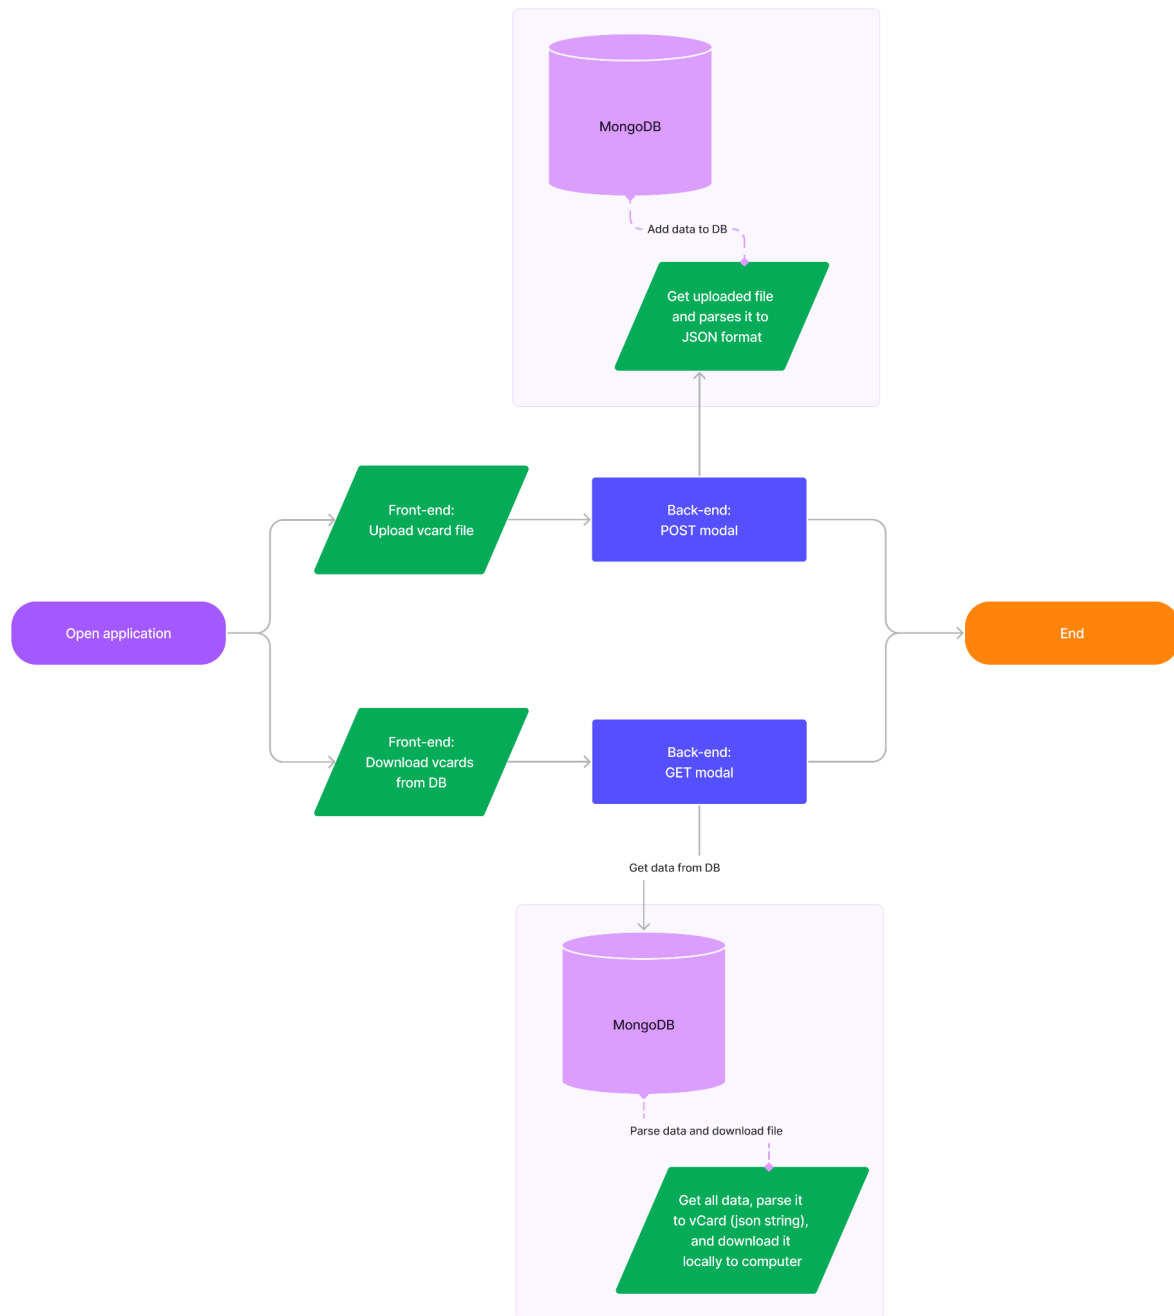 MongoDB
Add data to DB
Get uploaded file
and parses it to
JSON format
Front-end:
Upload vcard file
Back-end:
POST modal
Open application
End
Front-end:
Download vcards
from DB
Back-end:
GET modal
Get data from DB
MongoDB
Parse data and download file
Get all data, parse it
to vCard (json string),
and download it
locally to computer